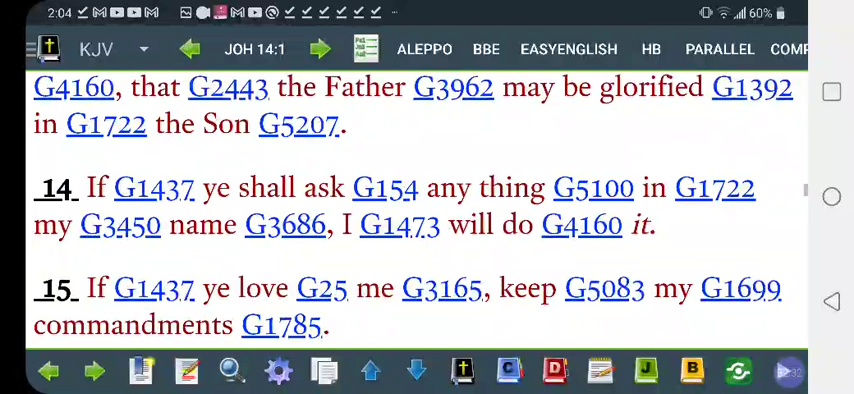 2:04 60%
KJV JOH 14:1 ALEPPO BBE EASYENGLISH HB PARALLEL
G4160, that G2443 the Father G3962 may be glorified G1392
in G1722 the Son G5207.
14 If G1437 ye shall ask G154 any thing G5100 in G1722
my G3450 name G3686, I G1473 will do G4160 it.
15 If G1437 ye love G25 me G3165, keep G5083 my G1699
commandments G1785.